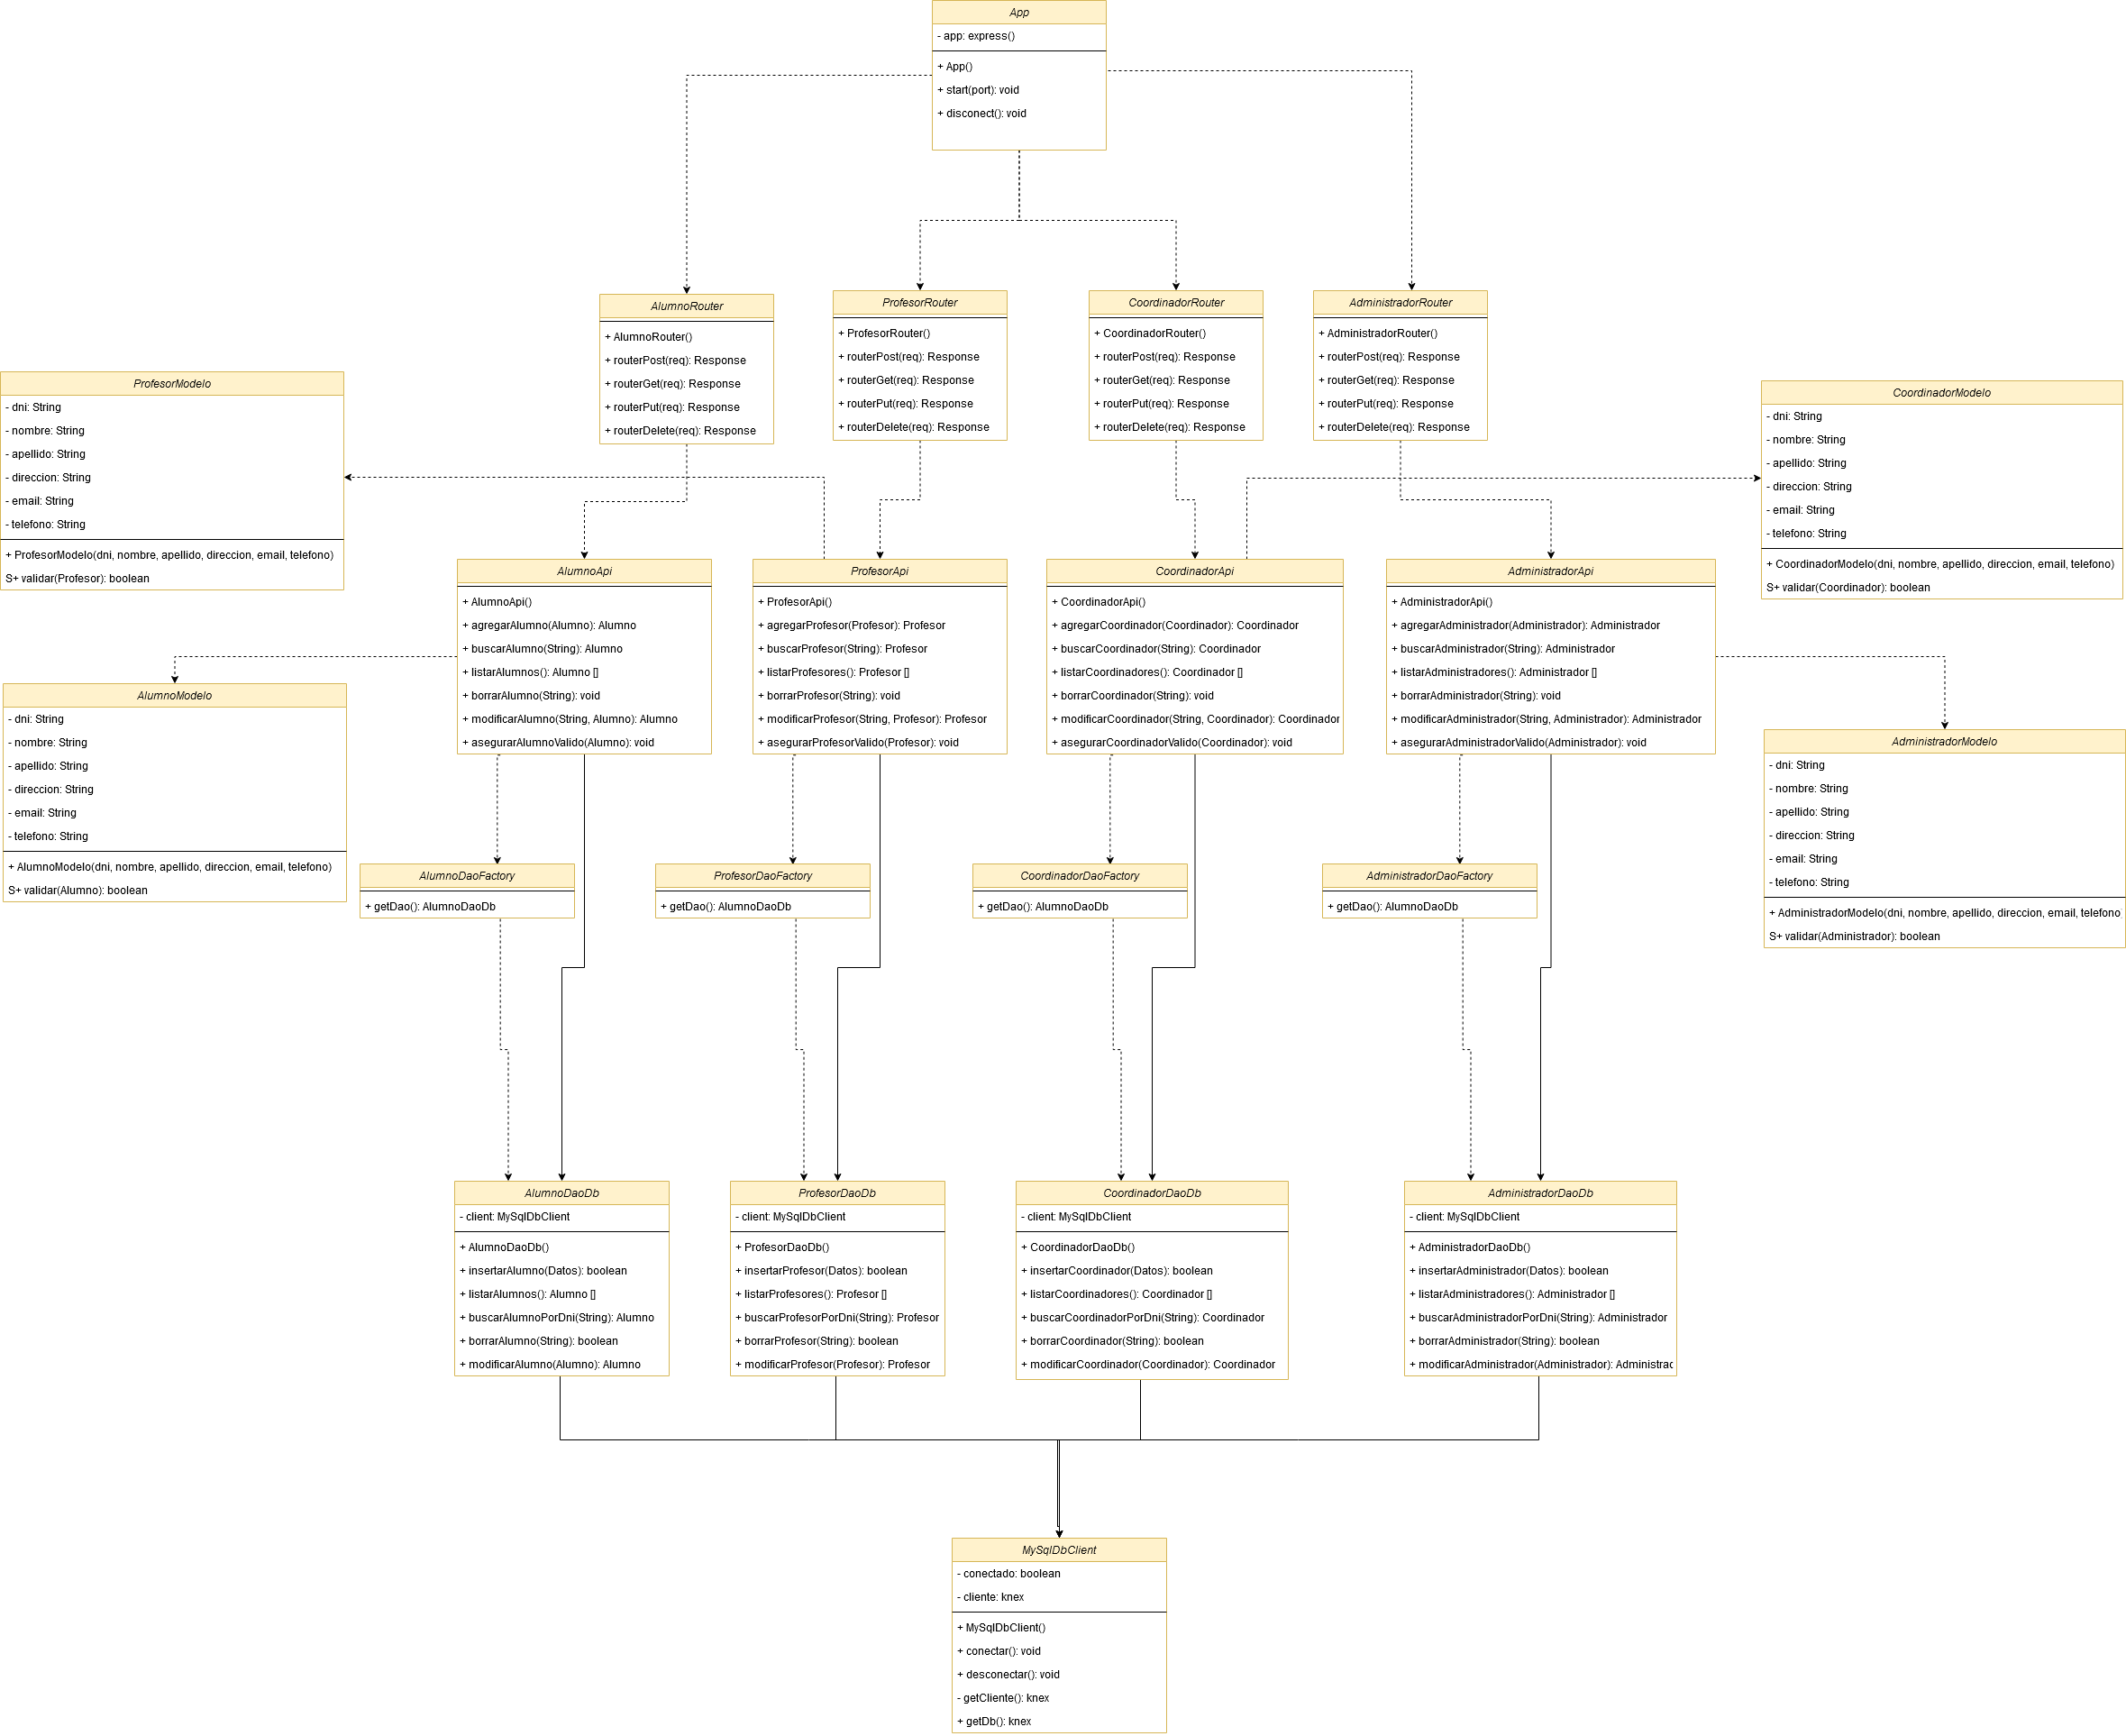 App
- app: express()
+ App()
+ start(port): void
+ disconect(): void
AlumnoRouter
+ AlumnoRouter()
+ routerPost(req): Response
+ routerGet(req): Response
+ routerPut(req): Response
+ routerDelete(req): Response
ProfesorRouter
+ ProfesorRouter()
+ routerPost(req): Response
+ routerGet(req): Response
+ routerPut(req): Response
+ routerDelete(req): Response
CoordinadorRouter
+ CoordinadorRouter()
+ routerPost(req): Response
+ routerGet(req): Response
+ routerPut(req): Response
+ routerDelete(req): Response
AdministradorRouter
+ AdministradorRouter()
+ routerPost(req): Response
+ routerGet(req): Response
+ routerPut(req): Response
+ routerDelete(req): Response
ProfesorModelo
- dni: String
- nombre: String
- apellido: String
- direccion: String
- email: String
- telefono: String
+ ProfesorModelo(dni, nombre, apellido, direccion, email, telefono)
S+ validar(Profesor): boolean
CoordinadorModelo
- dni: String
- nombre: String
- apellido: String
- direccion: String
- email: String
- telefono: String
+ CoordinadorModelo(dni, nombre, apellido, direccion, email, telefono)
S+ validar(Coordinador): boolean
AlumnoApi
+ AlumnoApi()
+ agregarAlumno(Alumno): Alumno
+ buscarAlumno(String): Alumno
+ listarAlumnos(): Alumno []
+ borrarAlumno(String): void
+ modificarAlumno(String, Alumno): Alumno
+ asegurarAlumnoValido(Alumno): void
ProfesorApi
+ ProfesorApi()
+ agregarProfesor(Profesor): Profesor
+ buscarProfesor(String): Profesor
+ listarProfesores(): Profesor []
+ borrarProfesor(String): void
+ modificarProfesor(String, Profesor): Profesor
+ asegurarProfesorValido(Profesor): void
CoordinadorApi
+ CoordinadorApi()
+ agregarCoordinador(Coordinador): Coordinador
+ buscarCoordinador(String): Coordinador
+ listarCoordinadores(): Coordinador []
+ borrarCoordinador(String): void
+ modificarCoordinador(String, Coordinador): Coordinador
+ asegurarCoordinadorValido(Coordinador): void
AdministradorApi
+ AdministradorApi()
+ agregarAdministrador(Administrador): Administrador
+ buscarAdministrador(String): Administrador
+ listarAdministradores(): Administrador []
+ borrarAdministrador(String): void
+ modificarAdministrador(String, Administrador): Administrador
+ asegurarAdministradorValido(Administrador): void
AlumnoModelo
- dni: String
- nombre: String
- apellido: String
- direccion: String
- email: String
- telefono: String
+ AlumnoModelo(dni, nombre, apellido, direccion, email, telefono)
S+ validar(Alumno): boolean
AdministradorModelo
- dni: String
- nombre: String
- apellido: String
- direccion: String
- email: String
- telefono: String
+ AdministradorModelo(dni, nombre, apellido, direccion, email, telefono
S+ validar(Administrador): boolean
AlumnoDaoFactory
+ getDao(): AlumnoDaoDb
ProfesorDaoFactory
+ getDao(): AlumnoDaoDb
CoordinadorDaoFactory
+ getDao(): AlumnoDaoDb
AdministradorDaoFactory
+ getDao(): AlumnoDaoDb
AlumnoDaoDb
- client: MySqlDbClient
+ AlumnoDaoDb()
+ insertarAlumno(Datos): boolean
+ listarAlumnos(): Alumno []
+ buscarAlumnoPorDni(String): Alumno
+ borrarAlumno(String): boolean
+ modificarAlumno(Alumno): Alumno
ProfesorDaoDb
- client: MySqlDbClient
+ ProfesorDaoDb()
+ insertarProfesor(Datos): boolean
+ listarProfesores(): Profesor []
+ buscarProfesorPorDni(String): Profesor
+ borrarProfesor(String): boolean
+ modificarProfesor(Profesor): Profesor
CoordinadorDaoDb
- client: MySqlDbClient
+ CoordinadorDaoDb()
+ insertarCoordinador(Datos): boolean
+ listarCoordinadores(): Coordinador []
+ buscarCoordinadorPorDni(String): Coordinador
+ borrarCoordinador(String): boolean
+ modificarCoordinador(Coordinador): Coordinador
AdministradorDaoDb
- client: MySqlDbClient
+ AdministradorDaoDb()
+ insertarAdministrador(Datos): boolean
+ listarAdministradores(): Administrador []
+ buscarAdministradorPorDni(String): Administrador
+ borrarAdministrador(String): boolean
+ modificarAdministrador(Administrador): Administrac
MySqlDbClient
- conectado: boolean
- cliente: knex
+ MySqlDbClient()
+ conectar(): void
+ desconectar(): void
- getCliente(): knex
+ getDb(): knex